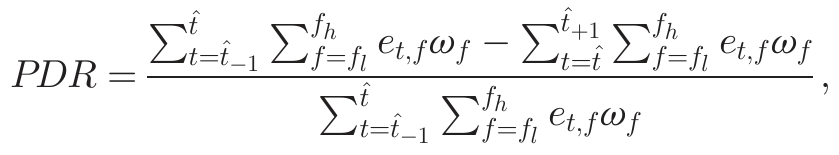 PDR = \frac{\sum_{t=\hat{t}_{-1}}^{\hat{t}} \sum_{f=f_l}^{f_h} e_{t,f}\omega_f - \sum_{t=\hat{t}}^{\hat{t}_{+1}} \sum_{f=f_l}^{f_h} e_{t,f}\omega_f}{\sum_{t=\hat{t}_{-1}}^{\hat{t}} \sum_{f=f_l}^{f_h} e_{t,f}\omega_f},